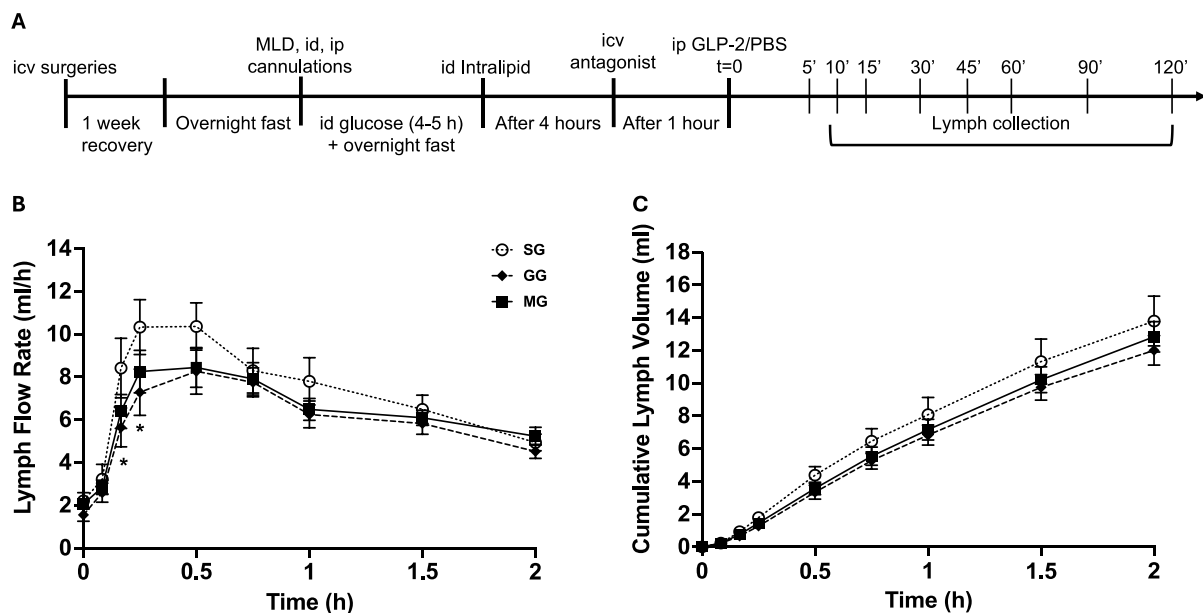 A
icv surgeries
MLD, id, ip
cannulations
id Intralipid
icv
antagonist
ip GLP-2/PBS
t=0
5’ 10’ 15’ 30’ 45’ 60’ 90’ 120’
1 week
recovery
Overnight fast
id glucose (4-5 h)
+ overnight fast
After 4 hours
After 1 hour
Lymph collection
B
Lymph Flow Rate (ml/h)
14
12
10
8
6
4
2
0
0 0.5 1 1.5 2
Time (h)
SG
GG
MG
*
*
C
Cumulative Lymph Volume (ml)
18
16
14
12
10
8
6
4
2
0
0 0.5 1 1.5 2
Time (h)